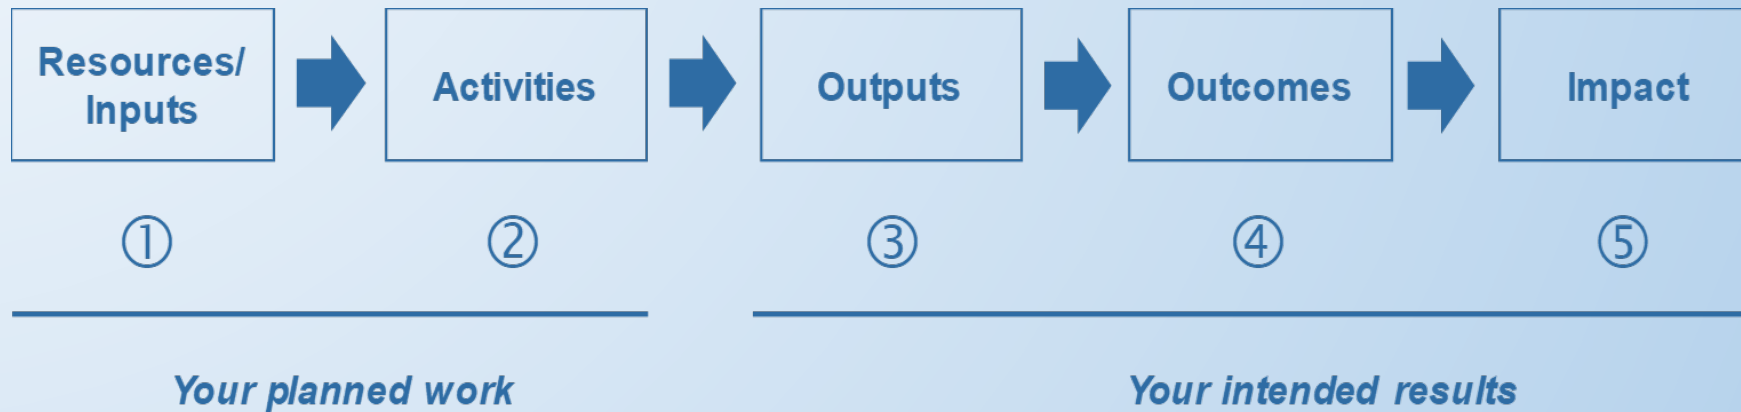 Resources/
Inputs
Activities
Outputs
Outcomes
Impact
① ② ③ ④ ⑤
Your planned work
Your intended results